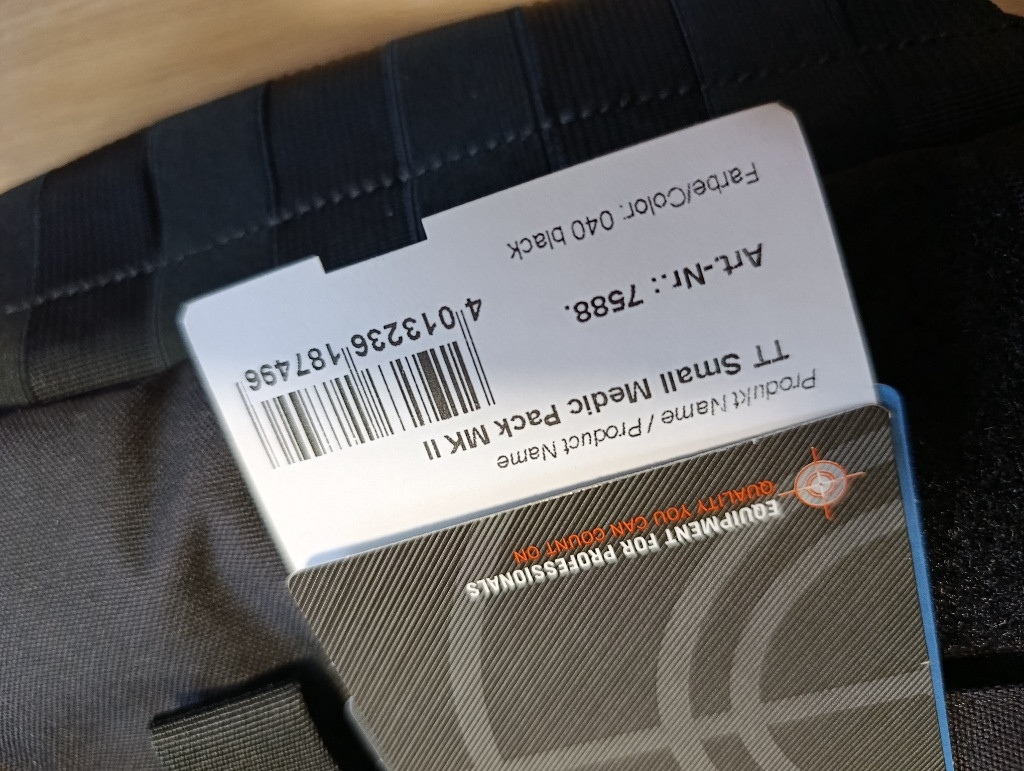 EQUIPMENT FOR PROFESSIONALS
QUALITY YOU CAN COUNT ON
Produkt Name / Product Name
TT Small Medic Pack MK II
Art.-Nr.: 7588.
Farbe/Color: 040 black
4 013236 187496